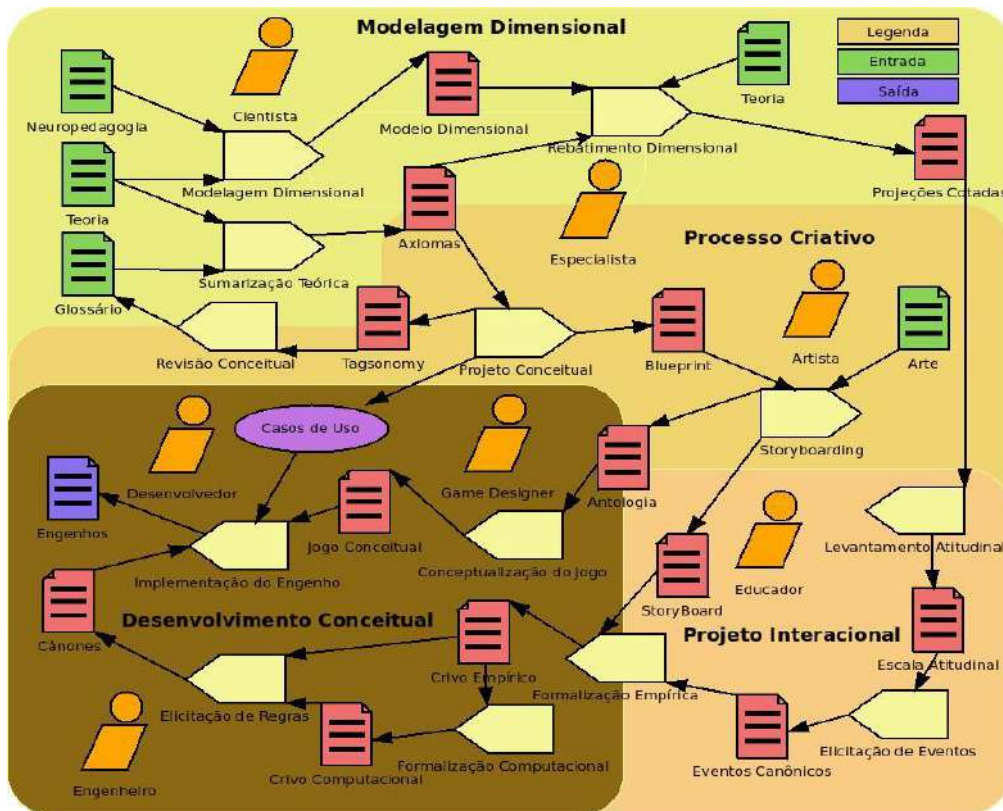 Modelagem Dimensional
Legenda
Entrada
Saída
Neuropedagogia
Cientista
Modelo Dimensional
Teoria
Rebatimento Dimensional
Modelagem Dimensional
Projeções Cotadas
Teoria
Axiomas
Especialista
Processo Criativo
Sumarização Teórica
Glossário
Revisão Conceitual
Tagsonomy
Projeto Conceitual
Blueprint
Artista
Arte
Casos de Uso
Storyboarding
Desenvolvedor
Game Designer
Antologia
Engenhos
Jogo Conceitual
Levantamento Atitudinal
Implementação do Engenho
Conceptualização do Jogo
Educador
StoryBoard
Cânones
Desenvolvimento Conceitual
Projeto Interacional
Crivo Empírico
Escala Atitudinal
Elicitação de Regras
Formalização Empírica
Elicitação de Eventos
Engenheiro
Crivo Computacional
Formalização Computacional
Eventos Canônicos